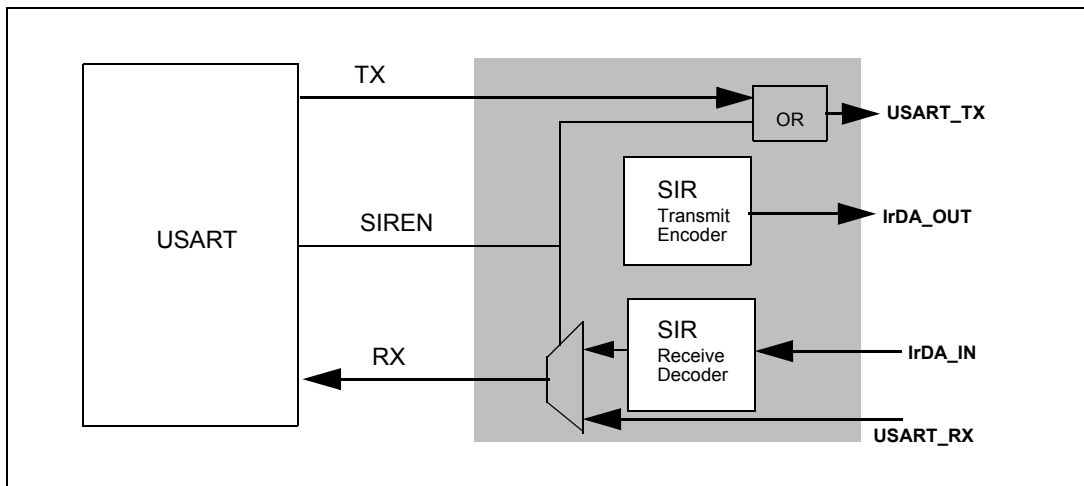 TX
OR
USART_TX
SIR
Transmit
Encoder
IrDA_OUT
USART
SIREN
SIR
Receive
Decoder
IrDA_IN
RX
USART_RX